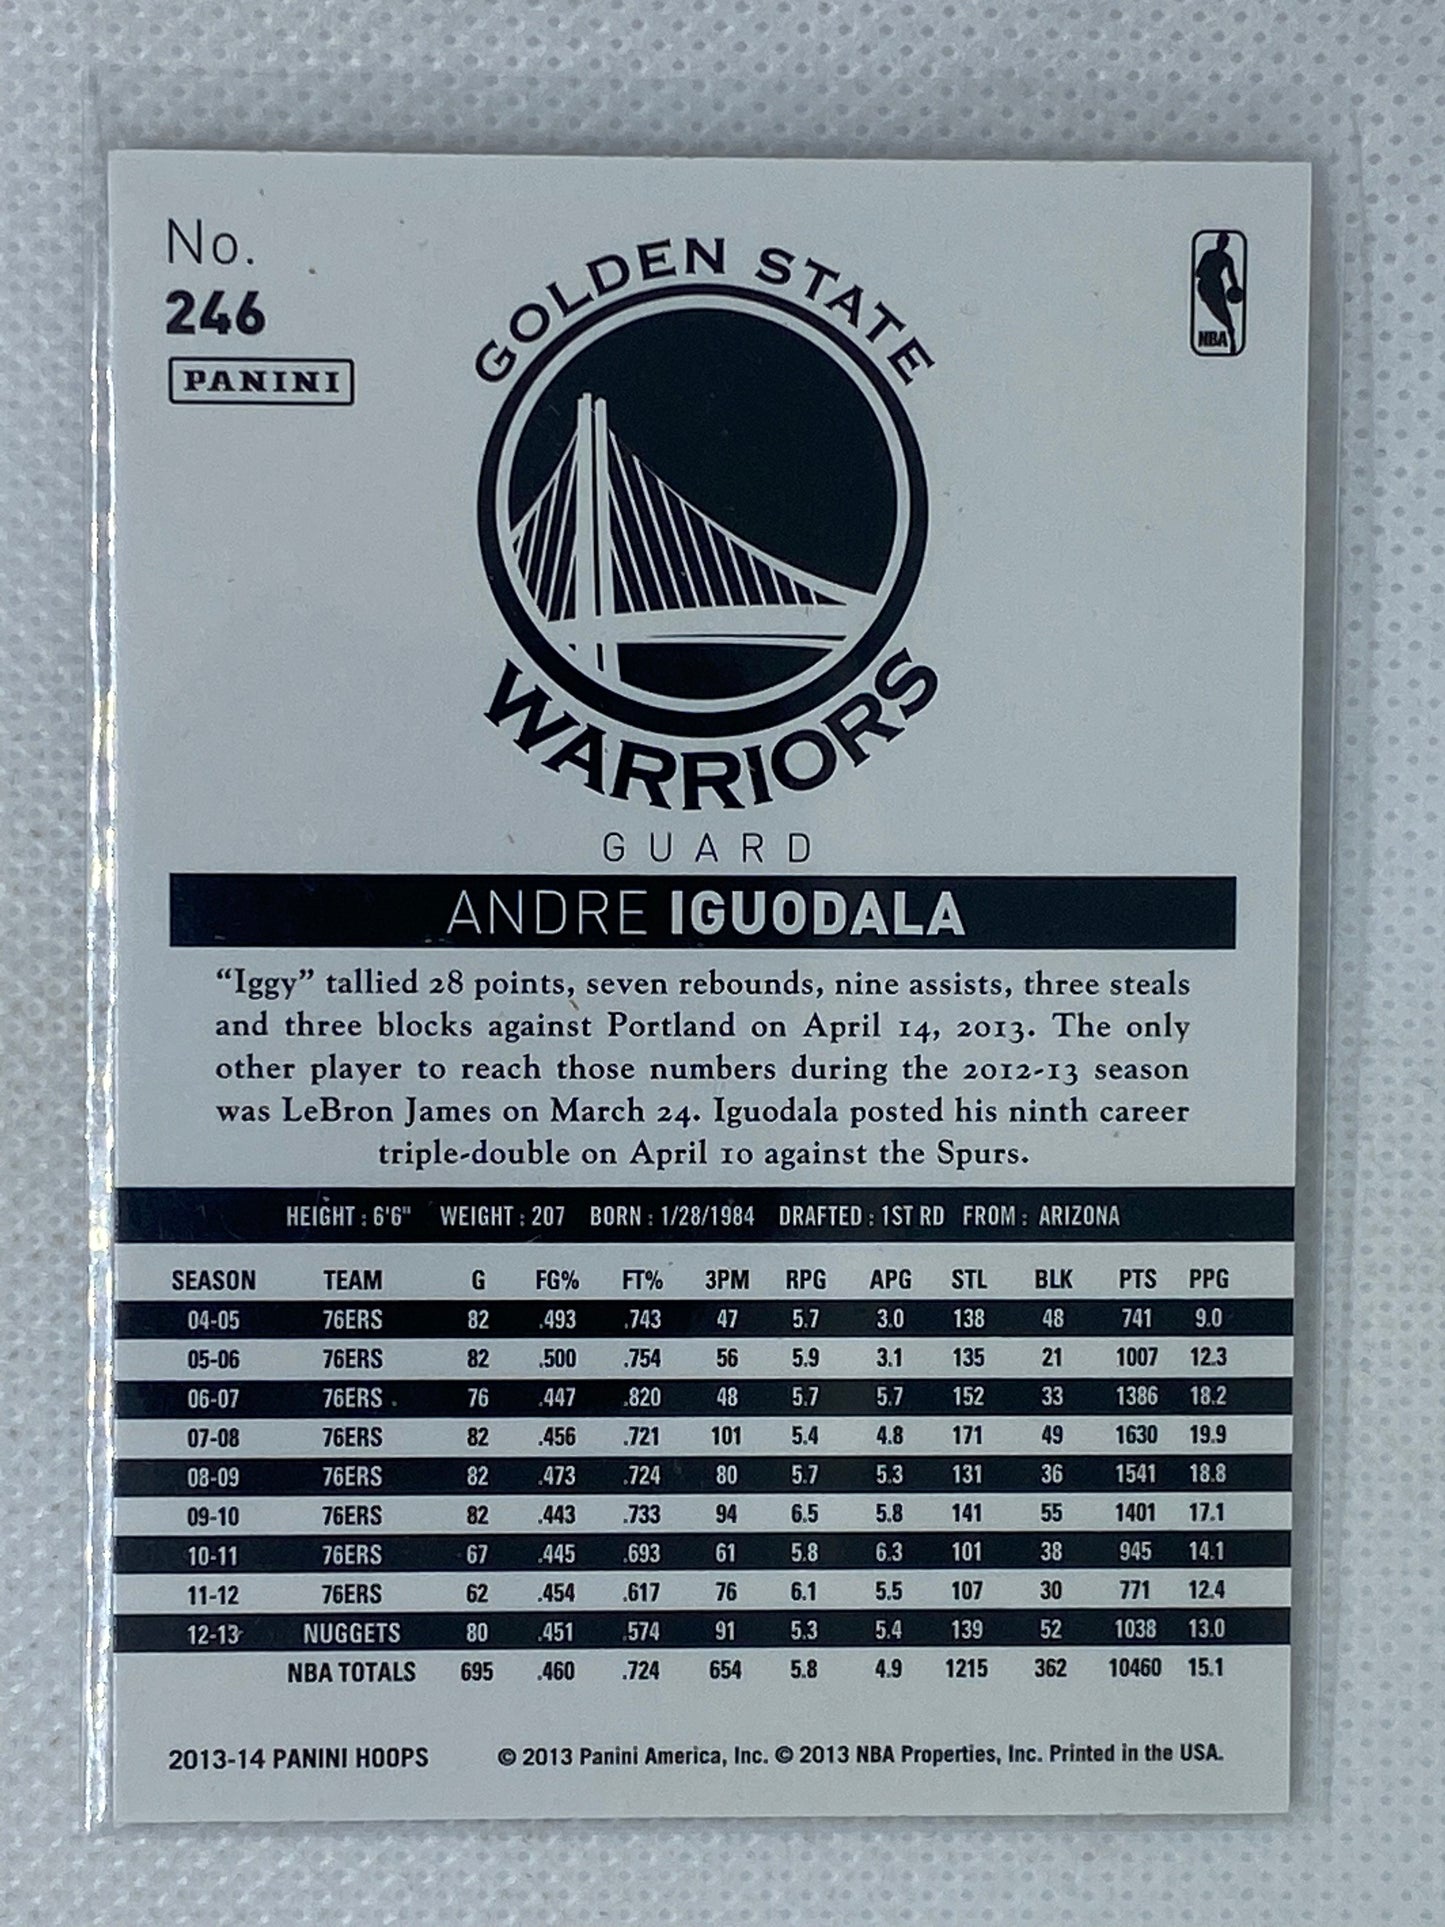 No.
246
PANINI
GOLDEN STATE
WARRIORS
NBA
GUARD
ANDRE IGUODALA
“Iggy” tallied 28 points, seven rebounds, nine assists, three steals
and three blocks against Portland on April 14, 2013. The only
other player to reach those numbers during the 2012-13 season
was LeBron James on March 24. Iguodala posted his ninth career
triple-double on April 10 against the Spurs.
HEIGHT : 6'6" WEIGHT : 207 BORN : 1/28/1984 DRAFTED : 1ST RD FROM : ARIZONA
SEASON TEAM G FG% FT% 3PM RPG APG STL BLK PTS PPG
04-05 76ERS 82 .493 .743 47 5.7 3.0 138 48 741 9.0
05-06 76ERS 82 .500 .754 56 5.9 3.1 135 21 1007 12.3
06-07 76ERS 76 .447 .820 48 5.7 5.7 152 33 1386 18.2
07-08 76ERS 82 .456 .721 101 5.4 4.8 171 49 1630 19.9
08-09 76ERS 82 .473 .724 80 5.7 5.3 131 36 1541 18.8
09-10 76ERS 82 .443 .733 94 6.5 5.8 141 55 1401 17.1
10-11 76ERS 67 .445 .693 61 5.8 6.3 101 38 945 14.1
11-12 76ERS 62 .454 .617 76 6.1 5.5 107 30 771 12.4
12-13 NUGGETS 80 .451 .574 91 5.3 5.4 139 52 1038 13.0
NBA TOTALS 695 .460 .724 654 5.8 4.9 1215 362 10460 15.1
2013-14 PANINI HOOPS © 2013 Panini America, Inc. © 2013 NBA Properties, Inc. Printed in the USA.